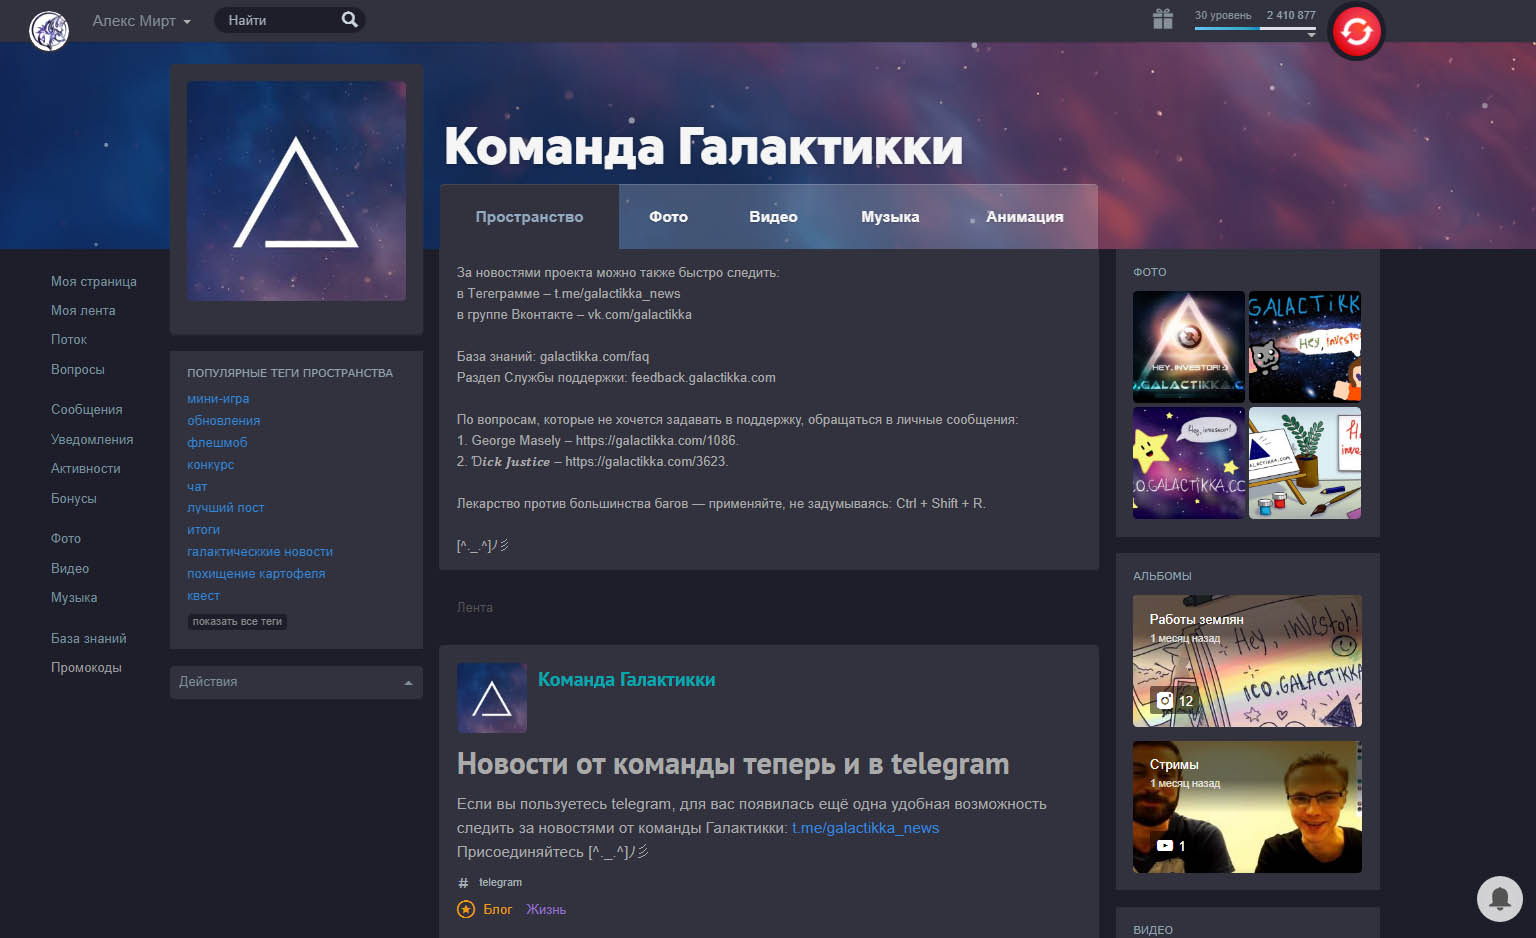 Алекс Мирт
Найти
30 уровень 2 410 877
Команда Галактикки
Пространство
Фото
Видео
Музыка
Анимация
Моя страница
Моя лента
Поток
Вопросы
Сообщения
Уведомления
Активности
Бонусы
Фото
Видео
Музыка
База знаний
Промокоды
ПОПУЛЯРНЫЕ ТЕГИ ПРОСТРАНСТВА
мини-игра
обновления
флешмоб
конкурс
чат
лучший пост
итоги
галактическкие новости
похищение картофеля
квест
показать все теги
Действия
За новостями проекта можно также быстро следить:
в Тегеграмме – t.me/galactikka_news
в группе Вконтакте – vk.com/galactikka
База знаний: galactikka.com/faq
Раздел Службы поддержки: feedback.galactikka.com
По вопросам, которые не хочется задавать в поддержку, обращаться в личные сообщения:
1. George Masely – https://galactikka.com/1086.
2. Ɗick Justice – https://galactikka.com/3623.
Лекарство против большинства багов — применяйте, не задумываясь: Ctrl + Shift + R.
[^._.^]ﾉ彡
Лента
Команда Галактикки
Новости от команды теперь и в telegram
Если вы пользуетесь telegram, для вас появилась ещё одна удобная возможность
следить за новостями от команды Галактикки: t.me/galactikka_news
Присоединяйтесь [^._.^]ﾉ彡
# telegram
Блог Жизнь
ФОТО
HEY, INVESTOR! :)
O.GALACTIKKA.C
GALACTIKK
Hey, investo
Hey, investor!
O.GALACTIKKA.CO
АЛЬБОМЫ
Работы землян
1 месяц назад
Hey, investor!
ICO.GALACTIKKA
12
Стримы
1 месяц назад
1
ВИДЕО